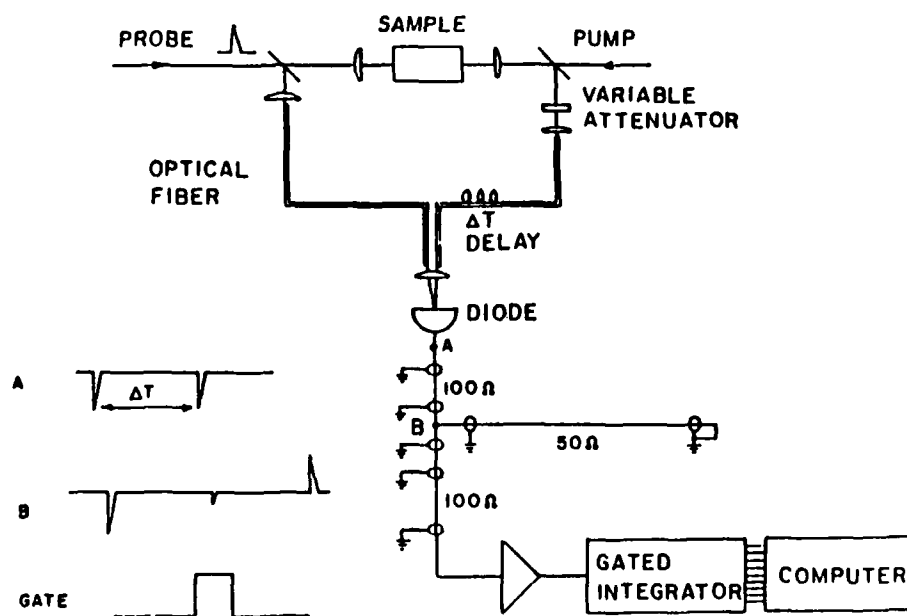 SAMPLE
PROBE
PUMP
VARIABLE
ATTENUATOR
OPTICAL
FIBER
ΔT
DELAY
DIODE
A
100Ω
B
50Ω
100Ω
A
ΔT
B
GATE
GATED
INTEGRATOR
COMPUTER